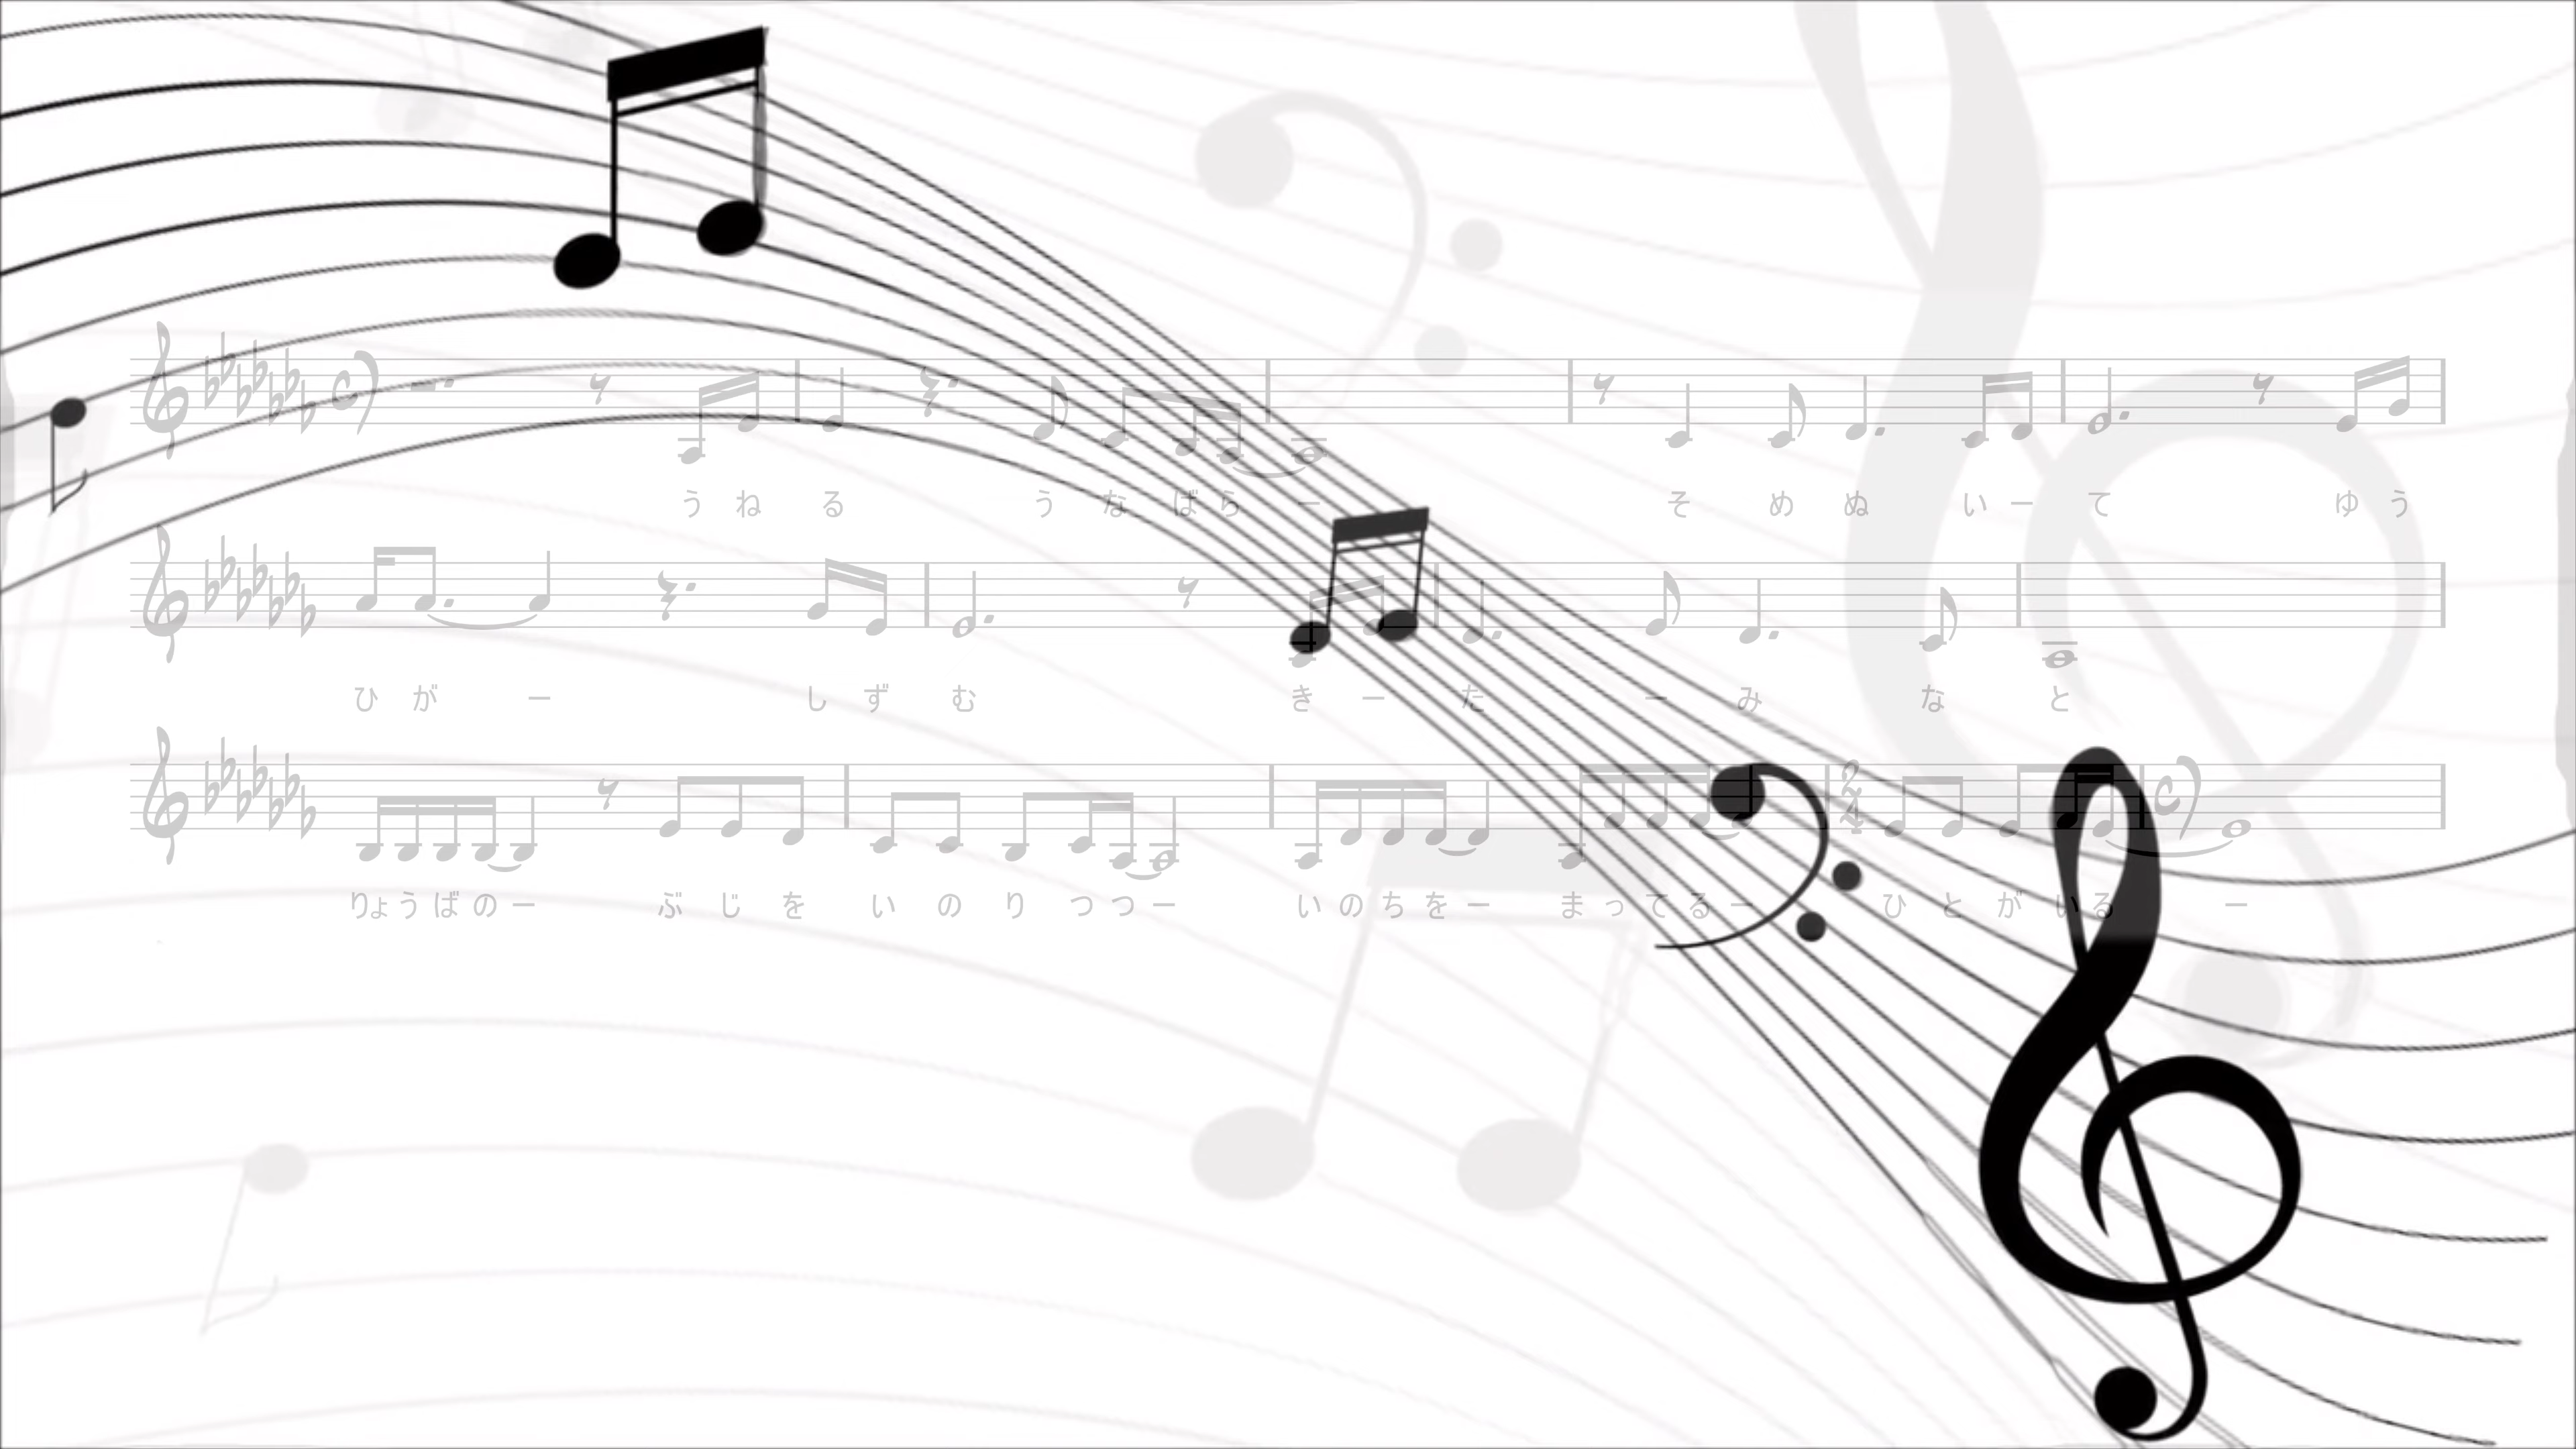 うねる うなばらー そめぬいーて ゆう
ひがー しずむ きーたーみなと
りょうばのー ぶじを いのりつつー いのちをー まってるー ひとがいるー